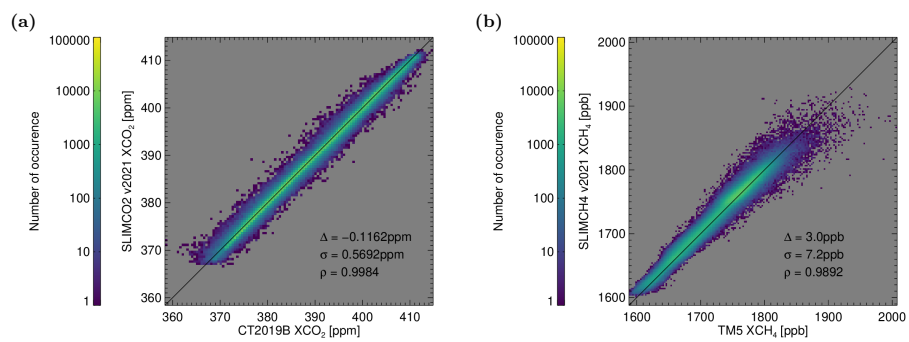 (a)
100000
10000
1000
100
10
1
Number of occurence
410
400
390
380
370
360
SLIMCO2 v2021 XCO₂ [ppm]
Δ = −0.1162ppm
σ = 0.5692ppm
ρ = 0.9984
360 370 380 390 400 410
CT2019B XCO₂ [ppm]
(b)
100000
10000
1000
100
10
1
Number of occurence
2000
1900
1800
1700
1600
SLIMCH4 v2021 XCH₄ [ppb]
Δ = 3.0ppb
σ = 7.2ppb
ρ = 0.9892
1600 1700 1800 1900 2000
TM5 XCH₄ [ppb]